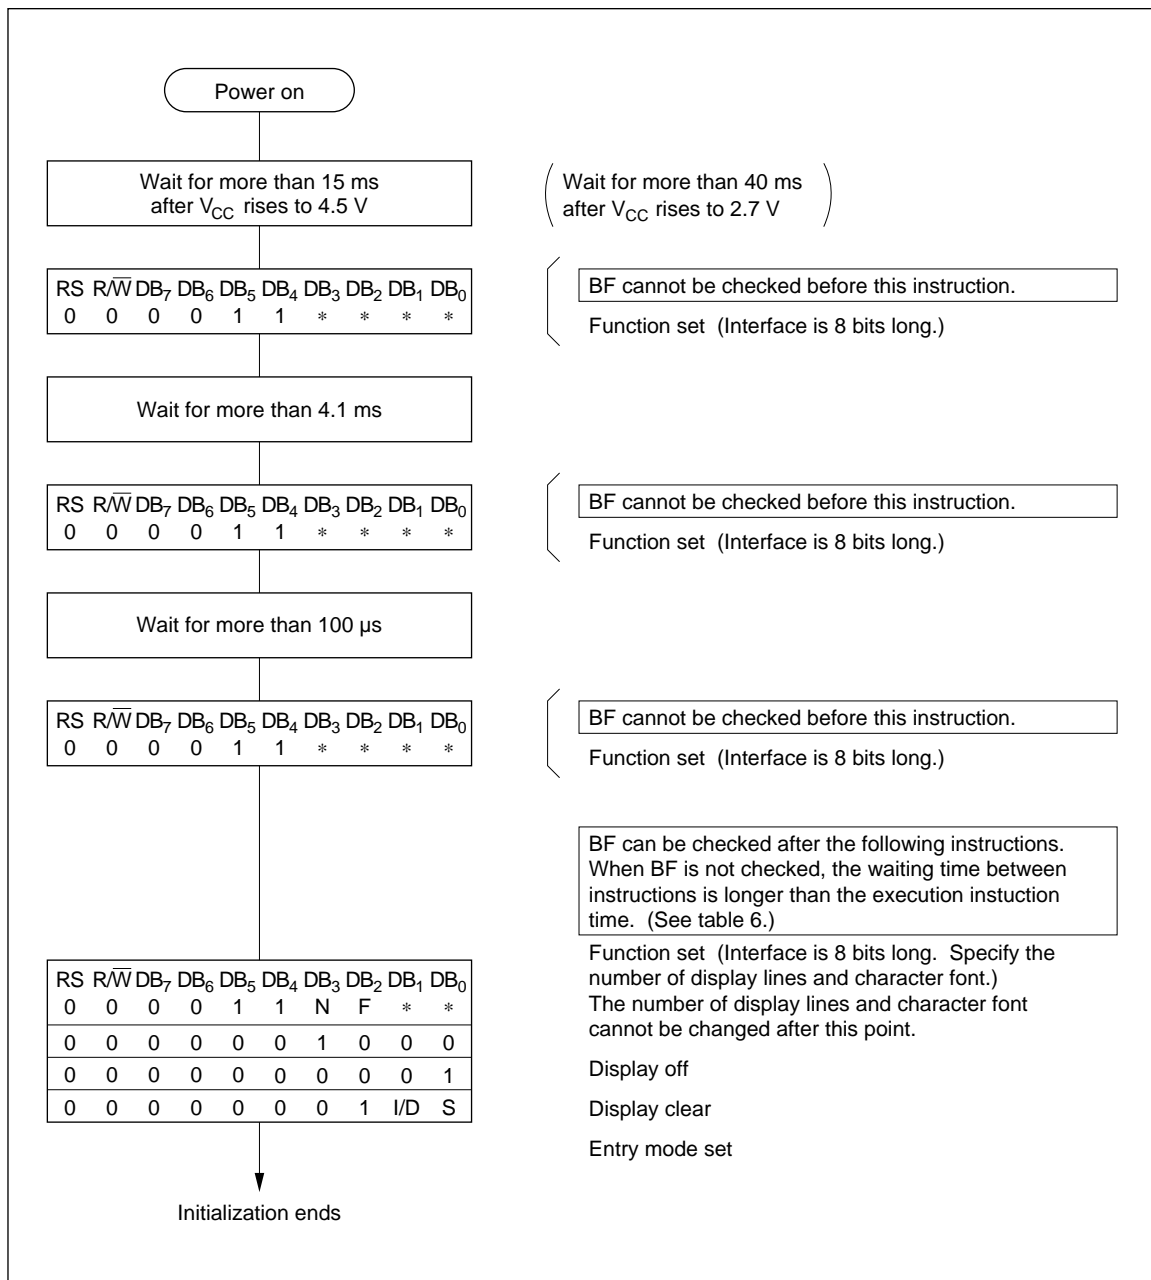 Power on
Wait for more than 15 ms
after VCC rises to 4.5 V
Wait for more than 40 ms
after VCC rises to 2.7 V
RS R/W̅ DB7 DB6 DB5 DB4 DB3 DB2 DB1 DB0
0 0 0 0 1 1 * * * *
BF cannot be checked before this instruction.
Function set (Interface is 8 bits long.)
Wait for more than 4.1 ms
RS R/W̅ DB7 DB6 DB5 DB4 DB3 DB2 DB1 DB0
0 0 0 0 1 1 * * * *
BF cannot be checked before this instruction.
Function set (Interface is 8 bits long.)
Wait for more than 100 µs
RS R/W̅ DB7 DB6 DB5 DB4 DB3 DB2 DB1 DB0
0 0 0 0 1 1 * * * *
BF cannot be checked before this instruction.
Function set (Interface is 8 bits long.)
BF can be checked after the following instructions.
When BF is not checked, the waiting time between
instructions is longer than the execution instuction
time. (See table 6.)
RS R/W̅ DB7 DB6 DB5 DB4 DB3 DB2 DB1 DB0
0 0 0 0 1 1 N F * *
0 0 0 0 0 0 1 0 0 0
0 0 0 0 0 0 0 0 0 1
0 0 0 0 0 0 0 1 I/D S
Function set (Interface is 8 bits long. Specify the
number of display lines and character font.)
The number of display lines and character font
cannot be changed after this point.
Display off
Display clear
Entry mode set
Initialization ends